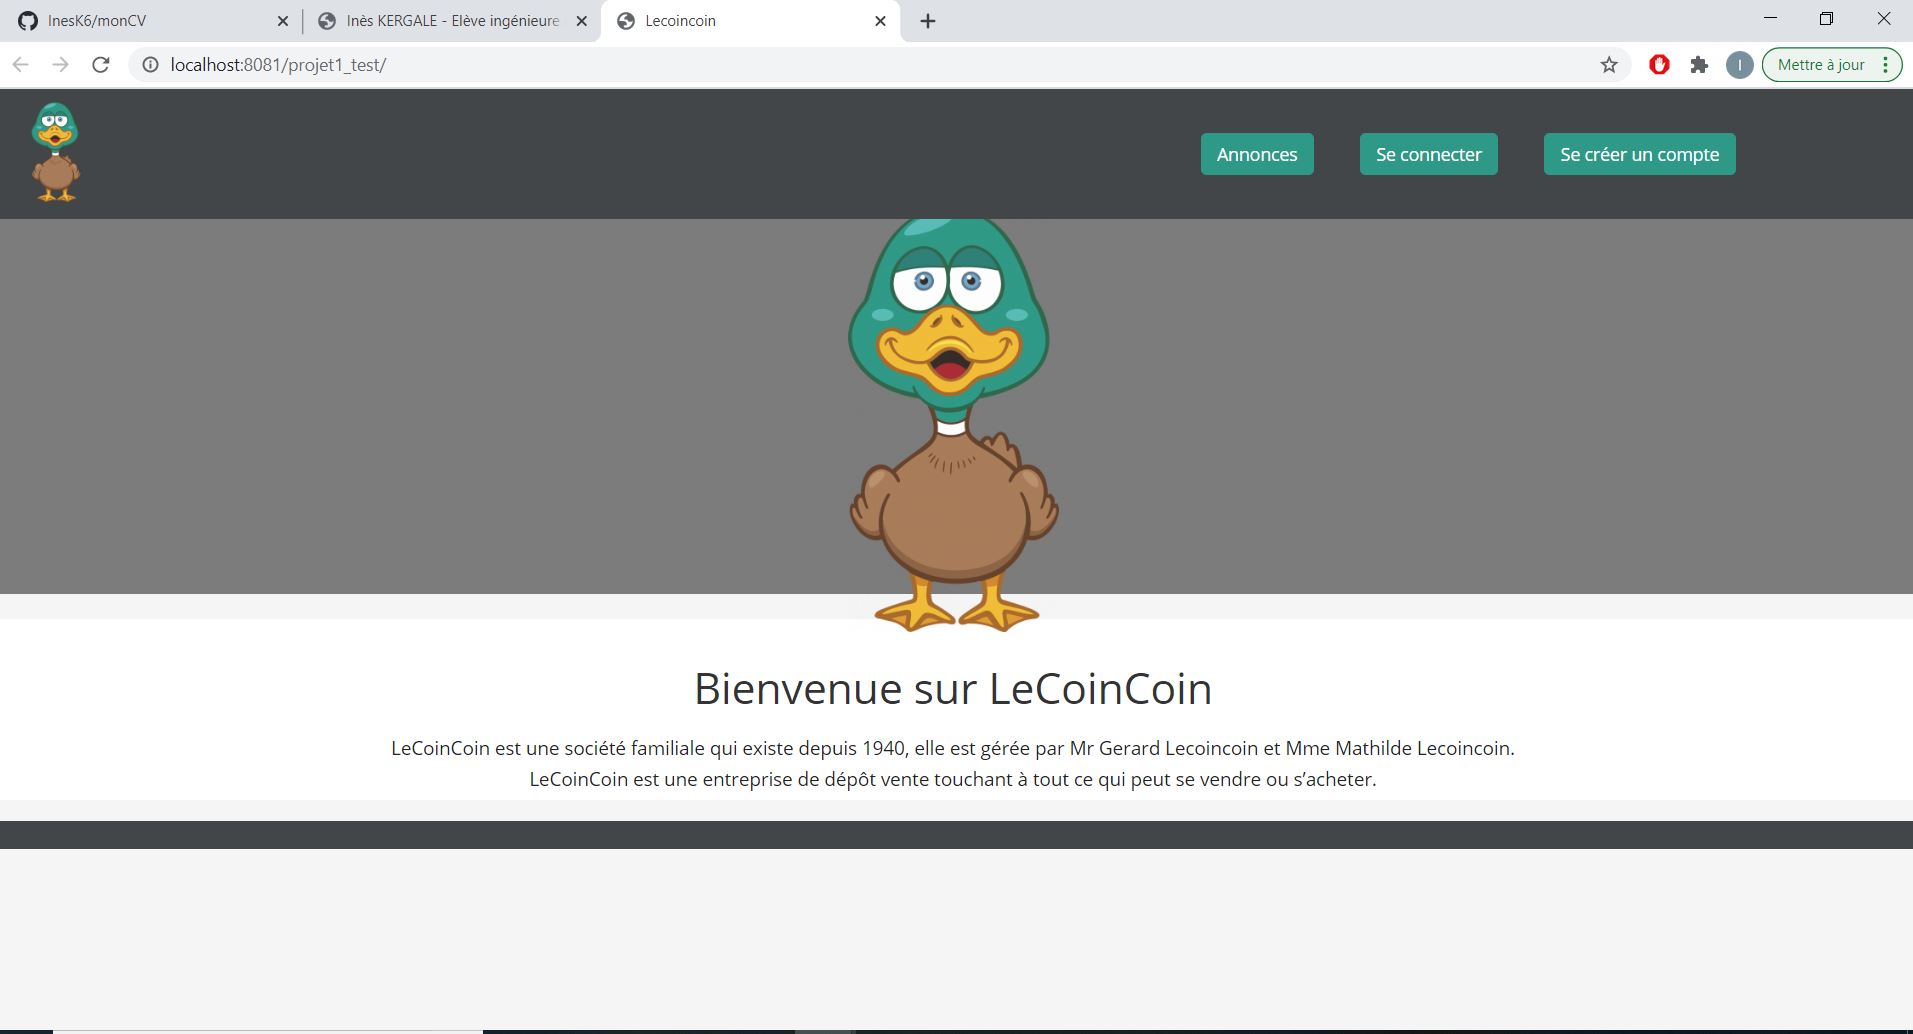 InesK6/monCV
Inès KERGALE - Elève ingénieure
Lecoincoin
localhost:8081/projet1_test/
I
Mettre à jour
Annonces
Se connecter
Se créer un compte
Bienvenue sur LeCoinCoin
LeCoinCoin est une société familiale qui existe depuis 1940, elle est gérée par Mr Gerard Lecoincoin et Mme Mathilde Lecoincoin.
LeCoinCoin est une entreprise de dépôt vente touchant à tout ce qui peut se vendre ou s’acheter.